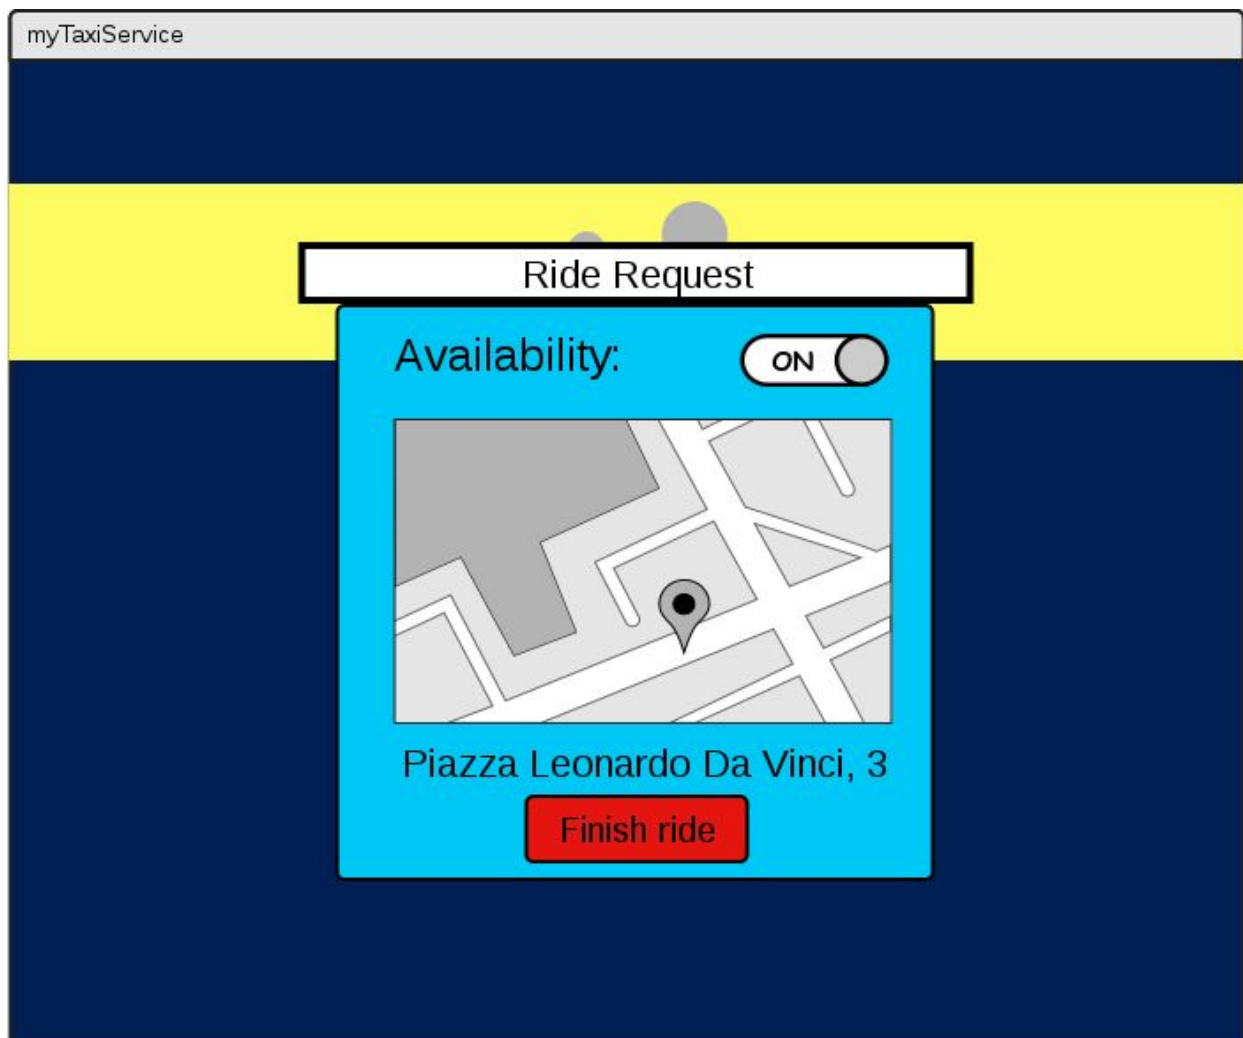 myTaxiService
Ride Request
Availability:
ON
Piazza Leonardo Da Vinci, 3
Finish ride